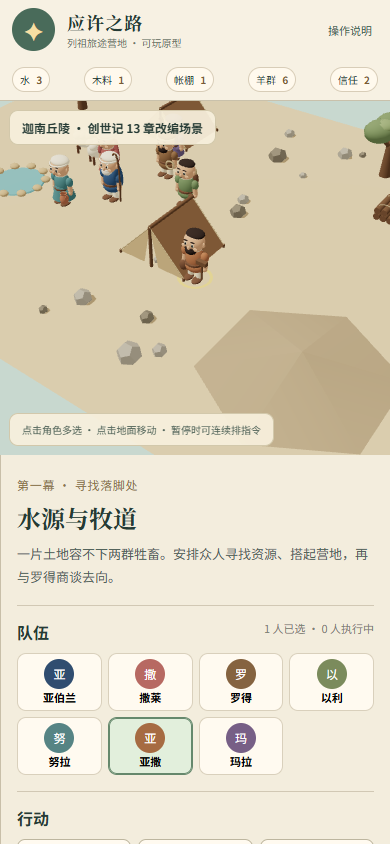 应许之路
列祖旅途营地 · 可玩原型
操作说明
水 3
木料 1
帐棚 1
羊群 6
信任 2
迦南丘陵 · 创世记 13 章改编场景
点击角色多选 · 点击地面移动 · 暂停时可连续排指令
第一幕 · 寻找落脚处
水源与牧道
一片土地容不下两群牲畜。安排众人寻找资源、搭起营地，再
与罗得商谈去向。
队伍
1 人已选 · 0 人执行中
亚
亚伯兰
撒
撒莱
罗
罗得
以
以利
努
努拉
亚
亚撒
玛
玛拉
行动